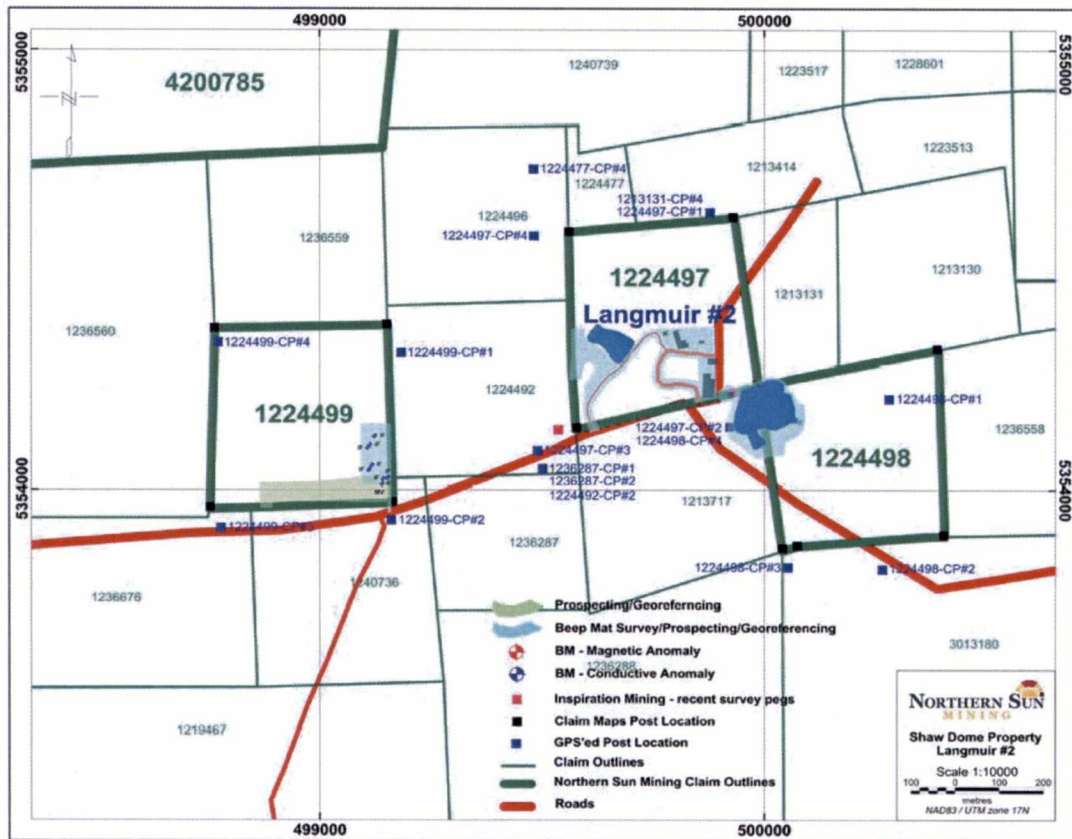 499000
500000
5355000
5355000
4200785
1240739
1223517
1228601
1223513
1224477-CP#4
1224477
1213414
1213131-CP#4
1224497-CP#1
1224496
1224497-CP#4
1236559
1224497
1213130
1213131
Langmuir #2
1236560
1224499-CP#4
1224499-CP#1
1224492
1224499
1224498-CP#1
1224497-CP#2
1224498-CP#4
1236558
1224497-CP#3
1224498
1236287-CP#1
1236287-CP#2
1224492-CP#2
1213717
5354000
5354000
1224499-CP#3
1224499-CP#2
1236287
1224498-CP#3
1224498-CP#2
1236676
1240736
Prospecting/Georeferncing
Beep Mat Survey/Prospecting/Georeferencing
BM - Magnetic Anomaly
1236288
BM - Conductive Anomaly
Inspiration Mining - recent survey pegs
Claim Maps Post Location
GPS'ed Post Location
Claim Outlines
Northern Sun Mining Claim Outlines
Roads
3013180
1219467
NORTHERN SUN
MINING
Shaw Dome Property
Langmuir #2
Scale 1:10000
100 0 100 200
metres
NAD83 / UTM zone 17N
499000
500000